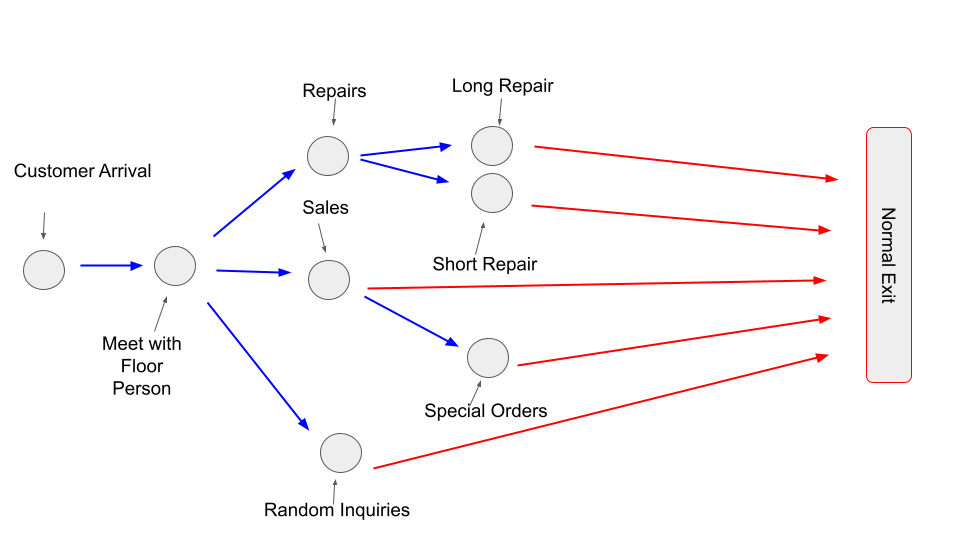 Long Repair
Repairs
Customer Arrival
Sales
Normal Exit
Short Repair
Meet with
Floor
Person
Special Orders
Random Inquiries